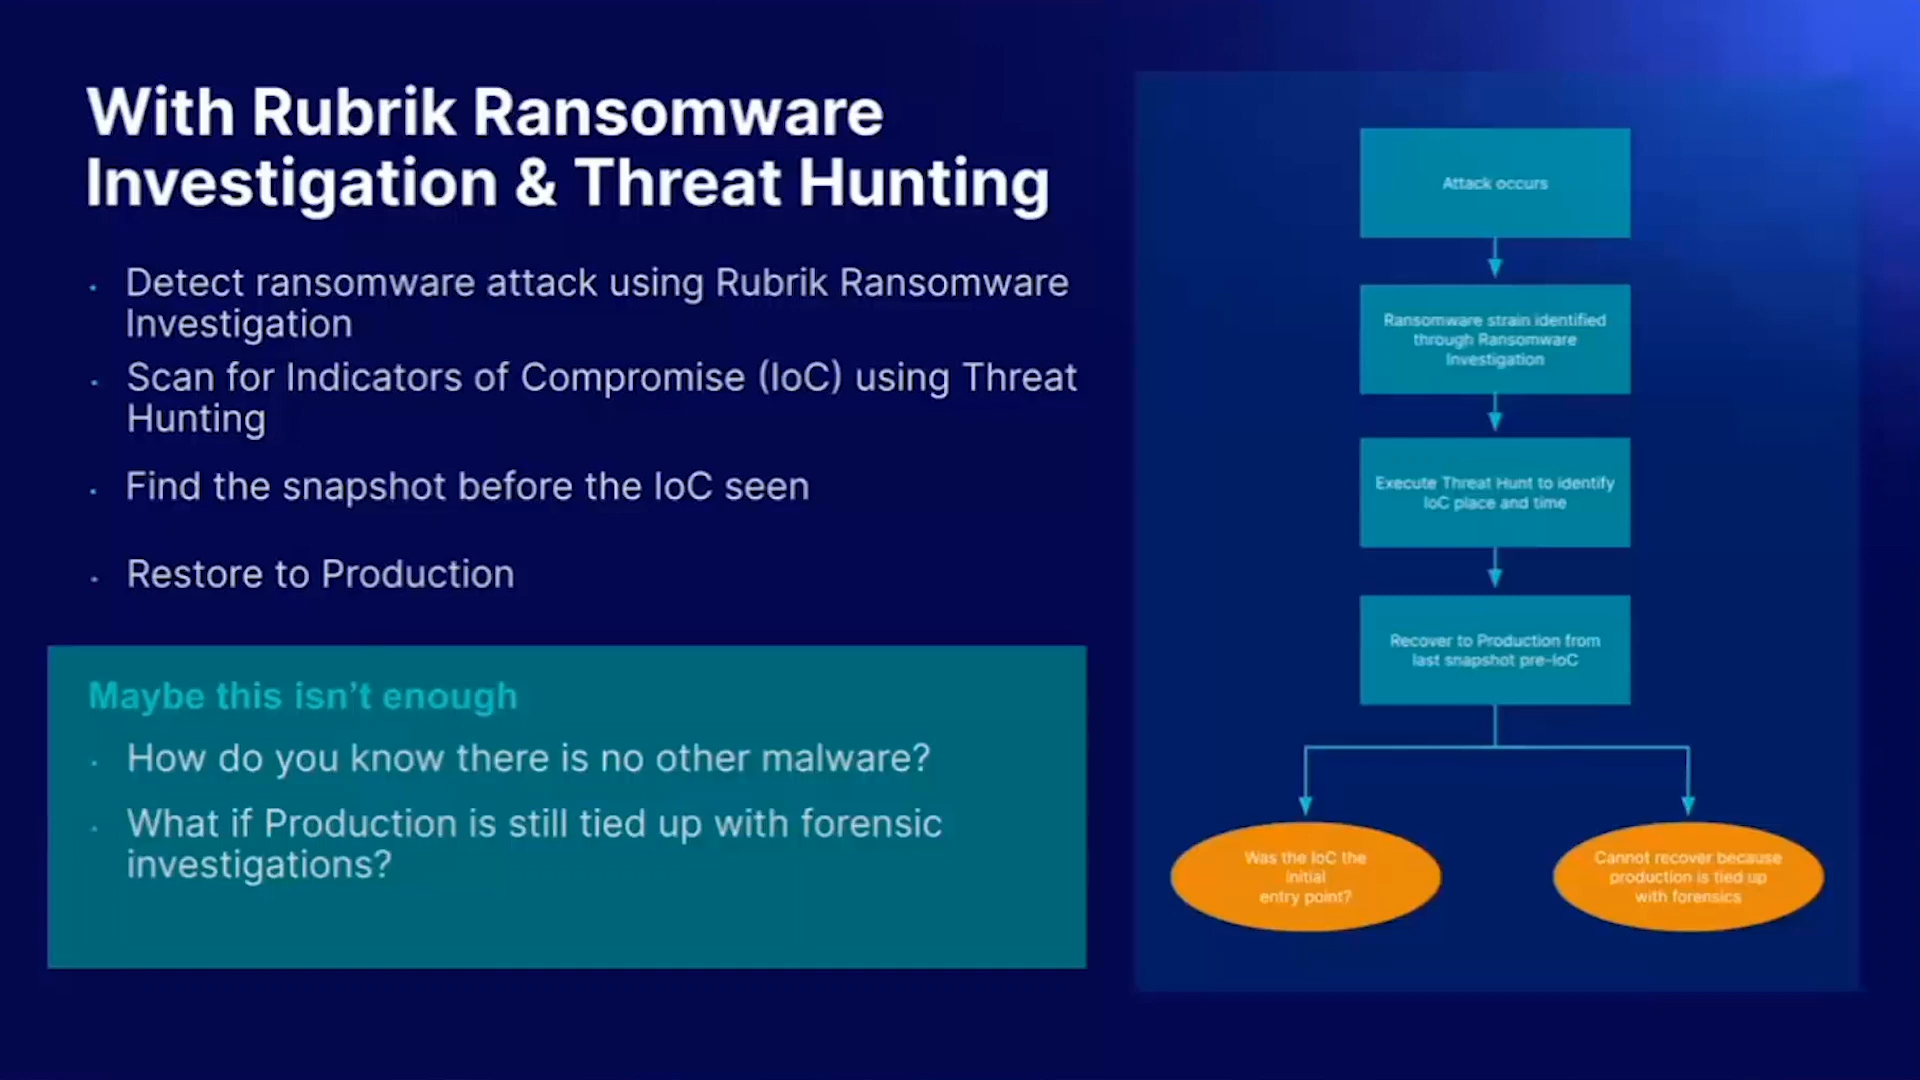 With Rubrik Ransomware
Investigation & Threat Hunting
Detect ransomware attack using Rubrik Ransomware
Investigation
Scan for Indicators of Compromise (IoC) using Threat
Hunting
Find the snapshot before the IoC seen
Restore to Production
Maybe this isn't enough
How do you know there is no other malware?
What if Production is still tied up with forensic
investigations?
Attack occurs
Ransomware strain identified
through Ransomware
Investigation
Execute Threat Hunt to identify
IoC place and time
Recover to Production from
last snapshot pre-IoC
Was the IoC the
initial
entry point?
Cannot recover because
production is tied up
with forensics